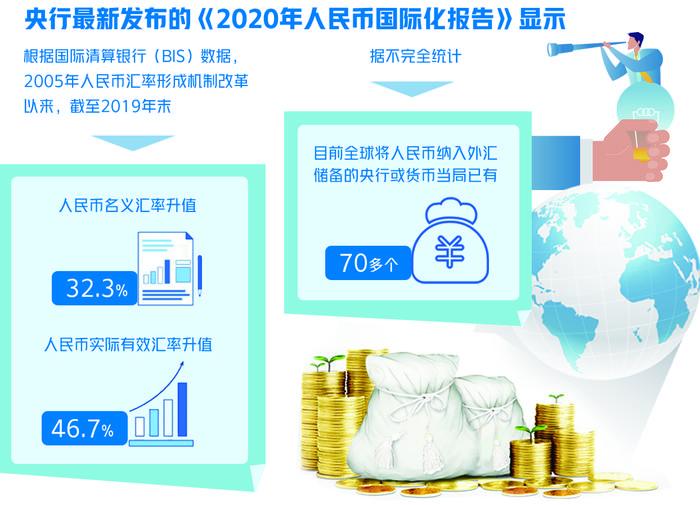 央行最新发布的《2020年人民币国际化报告》显示
根据国际清算银行（BIS）数据，
2005年人民币汇率形成机制改革
以来，截至2019年末
人民币名义汇率升值
32.3%
人民币实际有效汇率升值
46.7%
据不完全统计
目前全球将人民币纳入外汇
储备的央行或货币当局已有
70多个
¥